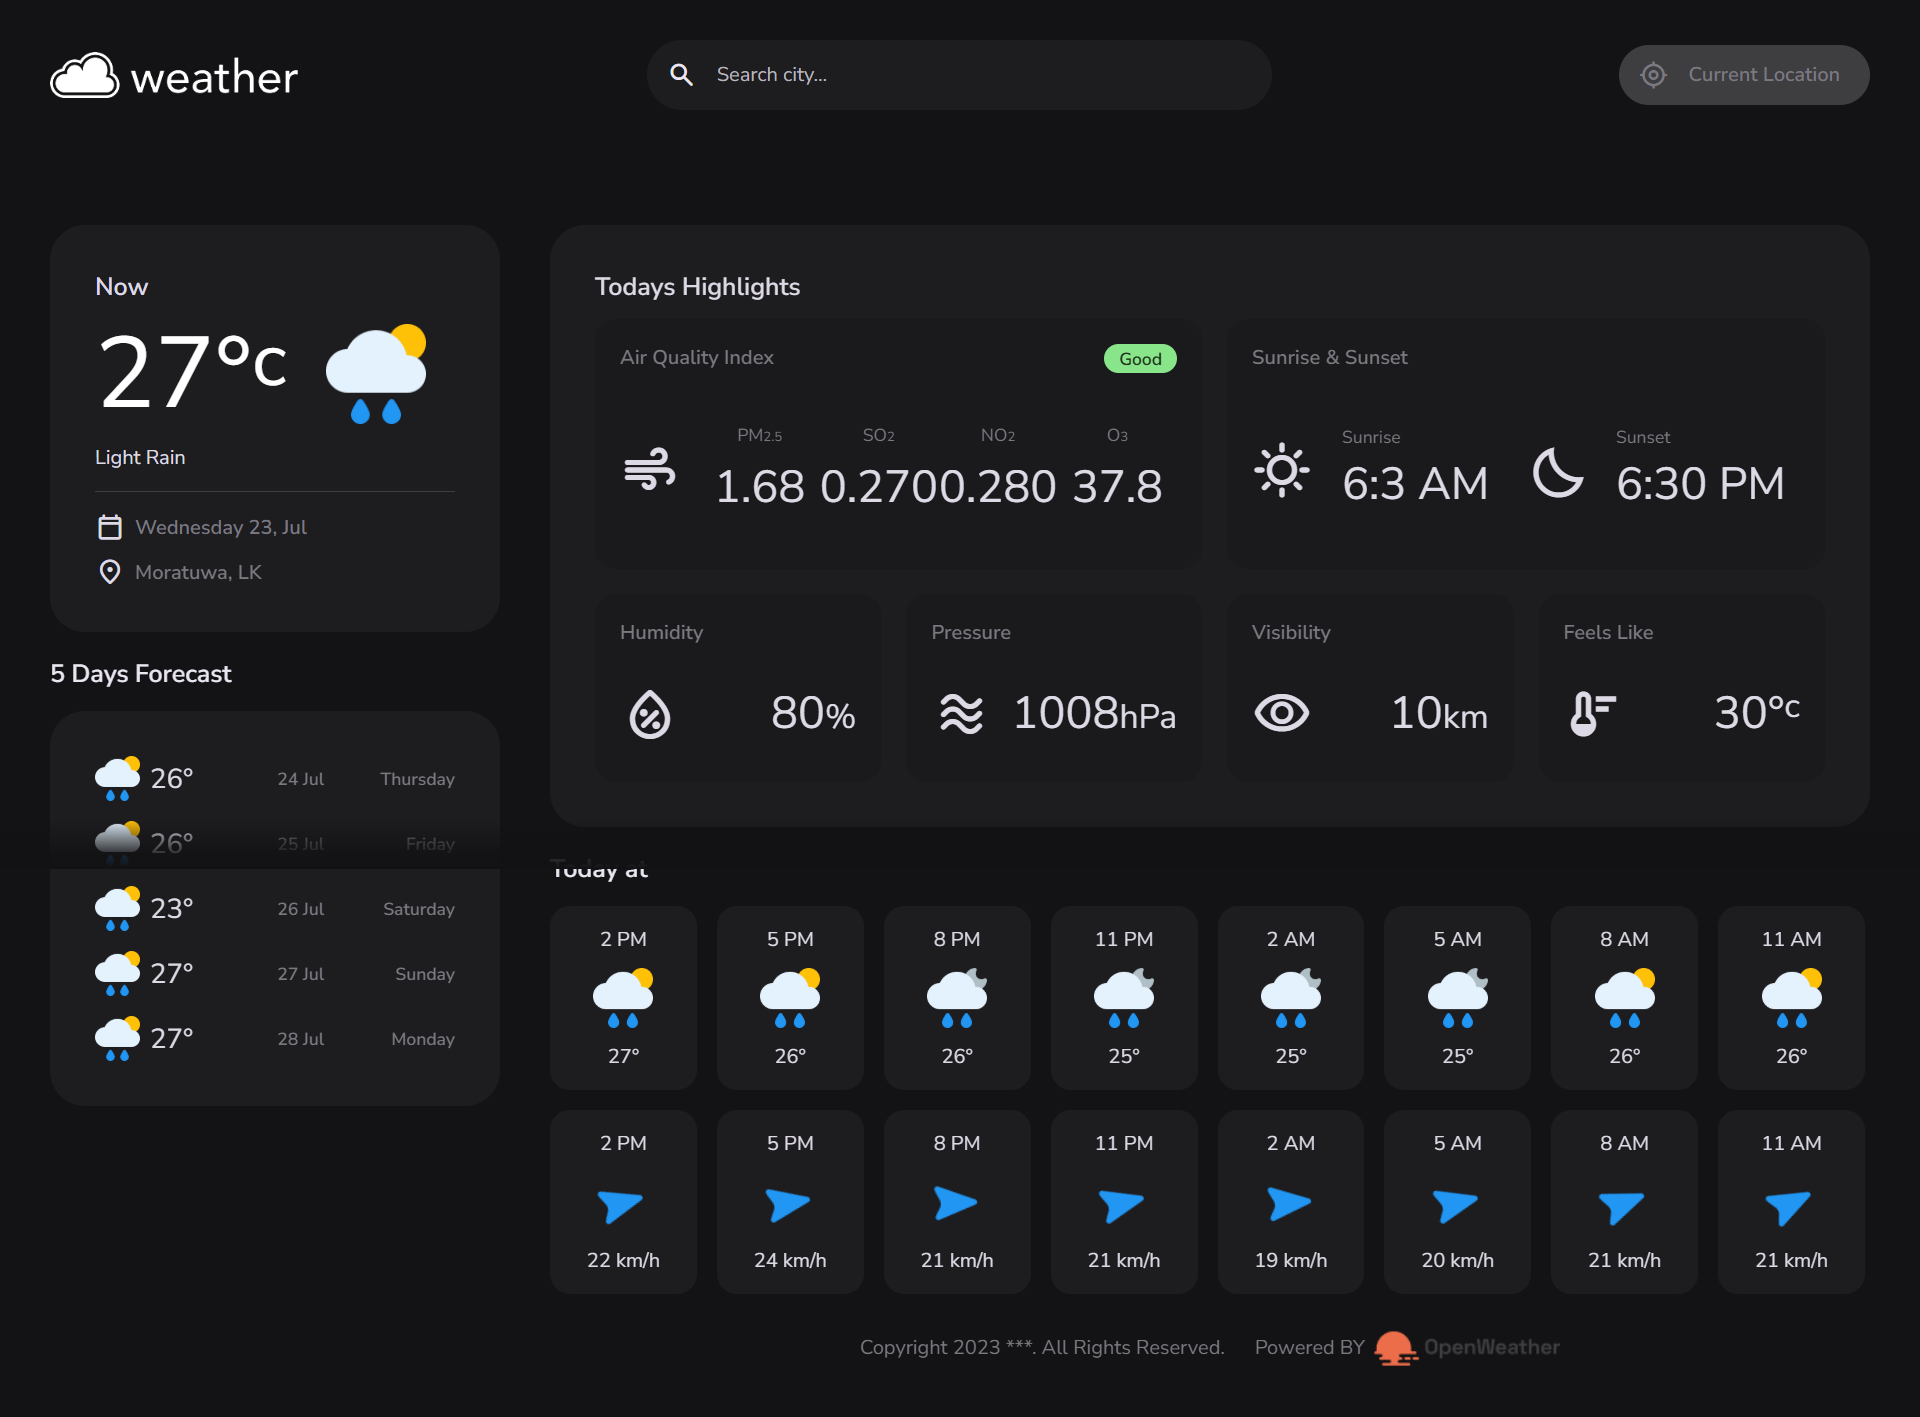 weather
Search city...
Current Location
Now
27°c
Light Rain
Wednesday 23, Jul
Moratuwa, LK
5 Days Forecast
26° 24 Jul Thursday
26° 25 Jul Friday
23° 26 Jul Saturday
27° 27 Jul Sunday
27° 28 Jul Monday
Todays Highlights
Air Quality Index Good
PM2.5 SO2 NO2 O3
1.68 0.2700.280 37.8
Sunrise & Sunset
Sunrise Sunset
6:3 AM 6:30 PM
Humidity
80%
Pressure
1008hPa
Visibility
10km
Feels Like
30°c
Today at
2 PM 5 PM 8 PM 11 PM 2 AM 5 AM 8 AM 11 AM
27° 26° 26° 25° 25° 25° 26° 26°
2 PM 5 PM 8 PM 11 PM 2 AM 5 AM 8 AM 11 AM
22 km/h 24 km/h 21 km/h 21 km/h 19 km/h 20 km/h 21 km/h 21 km/h
Copyright 2023 ***. All Rights Reserved. Powered BY OpenWeather